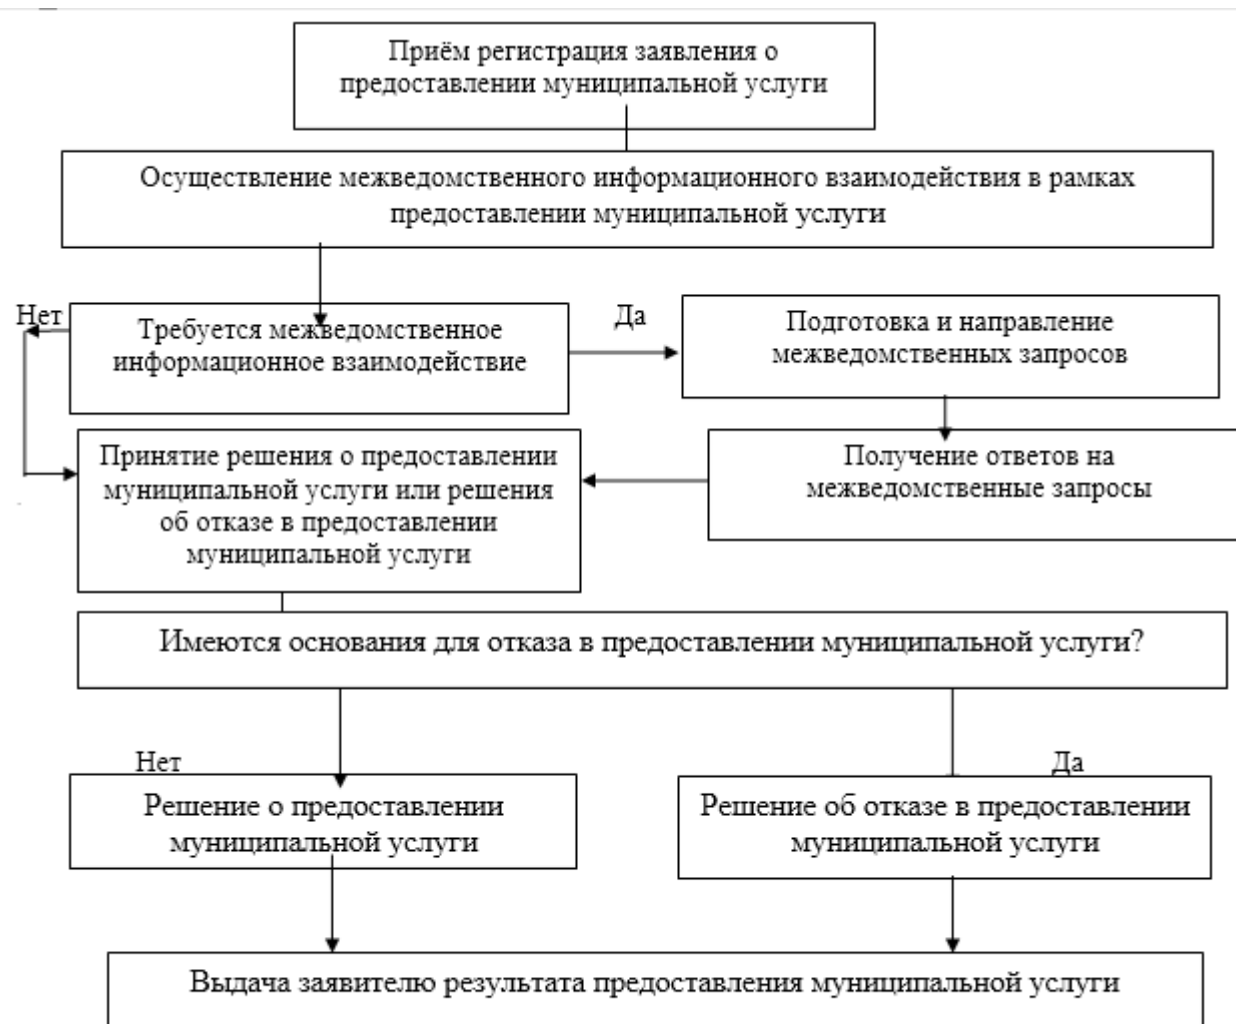 Приём регистрация заявления о
предоставлении муниципальной услуги
Осуществление межведомственного информационного взаимодействия в рамках
предоставлении муниципальной услуги
Нет
Требуется межведомственное
информационное взаимодействие
Да
Подготовка и направление
межведомственных запросов
Принятие решения о предоставлении
муниципальной услуги или решения
об отказе в предоставлении
муниципальной услуги
Получение ответов на
межведомственные запросы
Имеются основания для отказа в предоставлении муниципальной услуги?
Нет
Да
Решение о предоставлении
муниципальной услуги
Решение об отказе в предоставлении
муниципальной услуги
Выдача заявителю результата предоставления муниципальной услуги